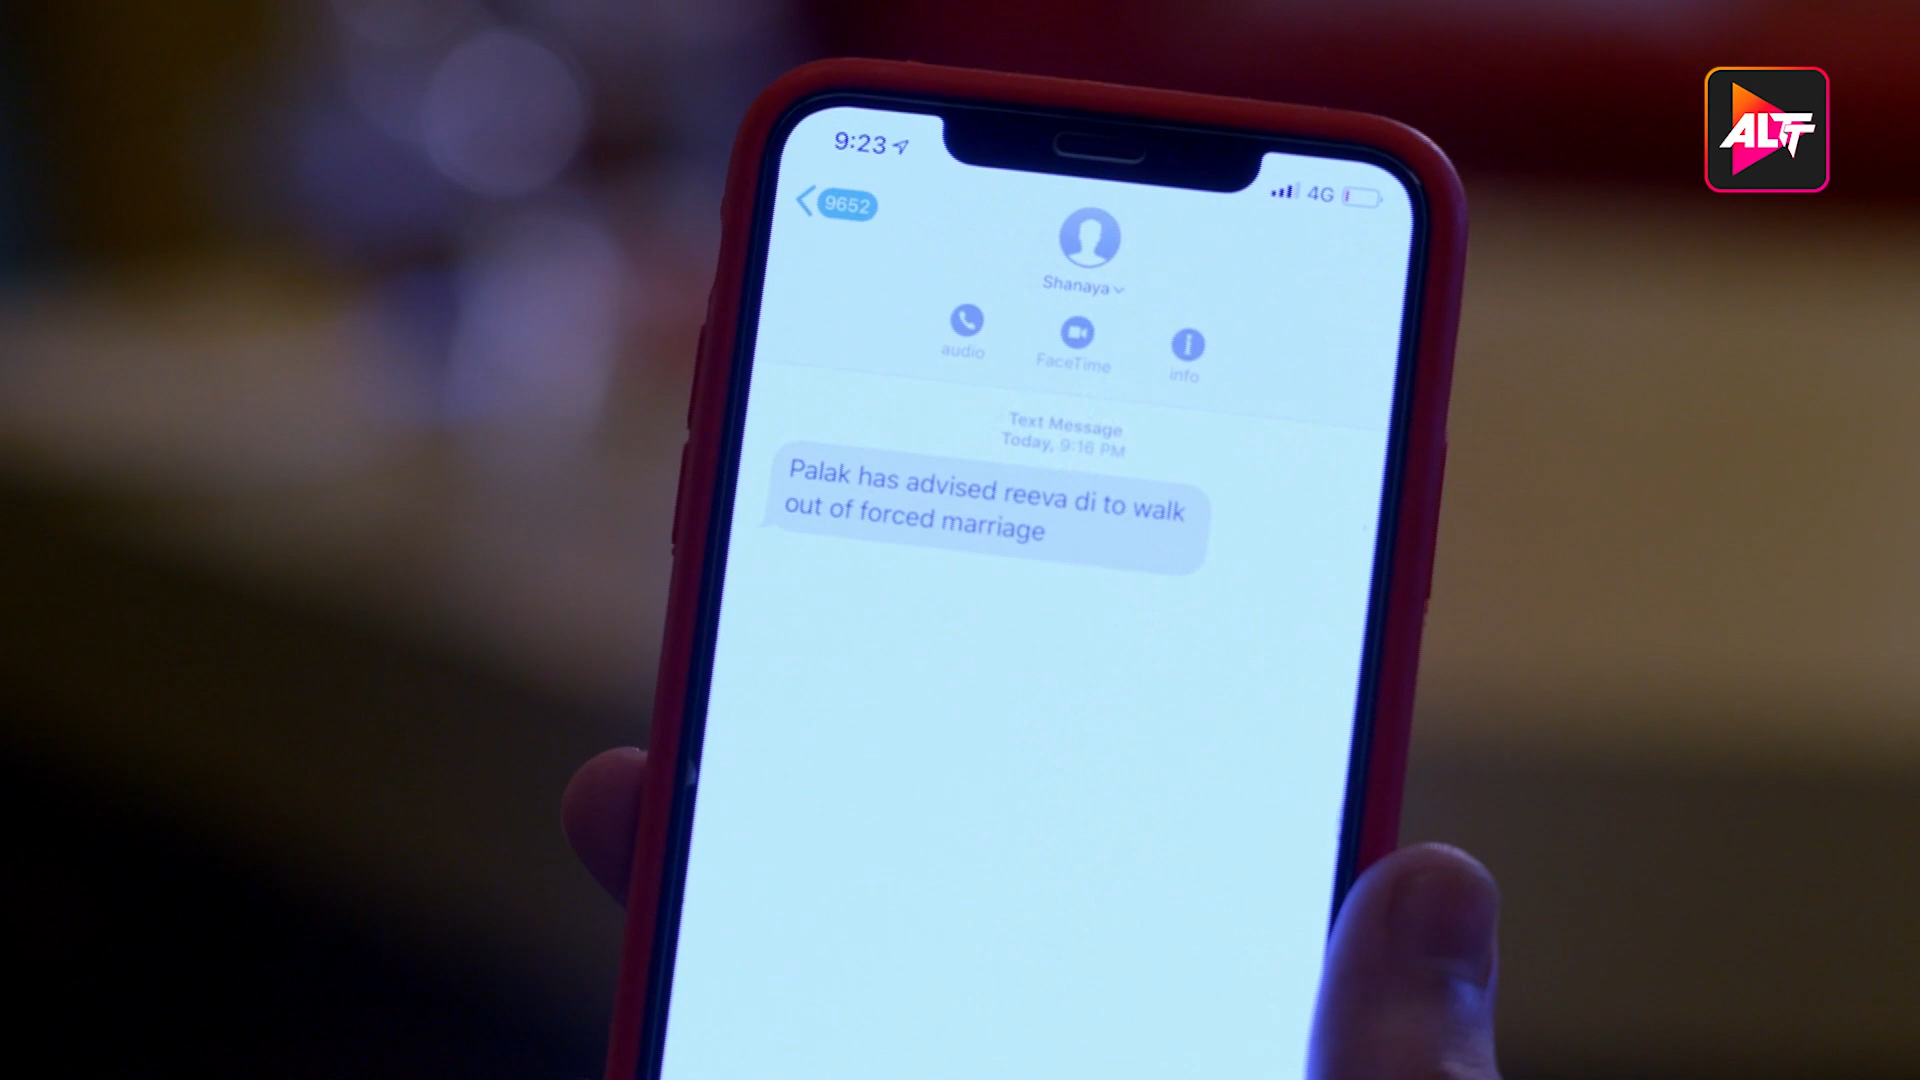 ALTT
9:23
4G
9652
Shanaya
audio
FaceTime
info
Text Message
Today, 9:16 PM
Palak has advised reeva di to walk
out of forced marriage